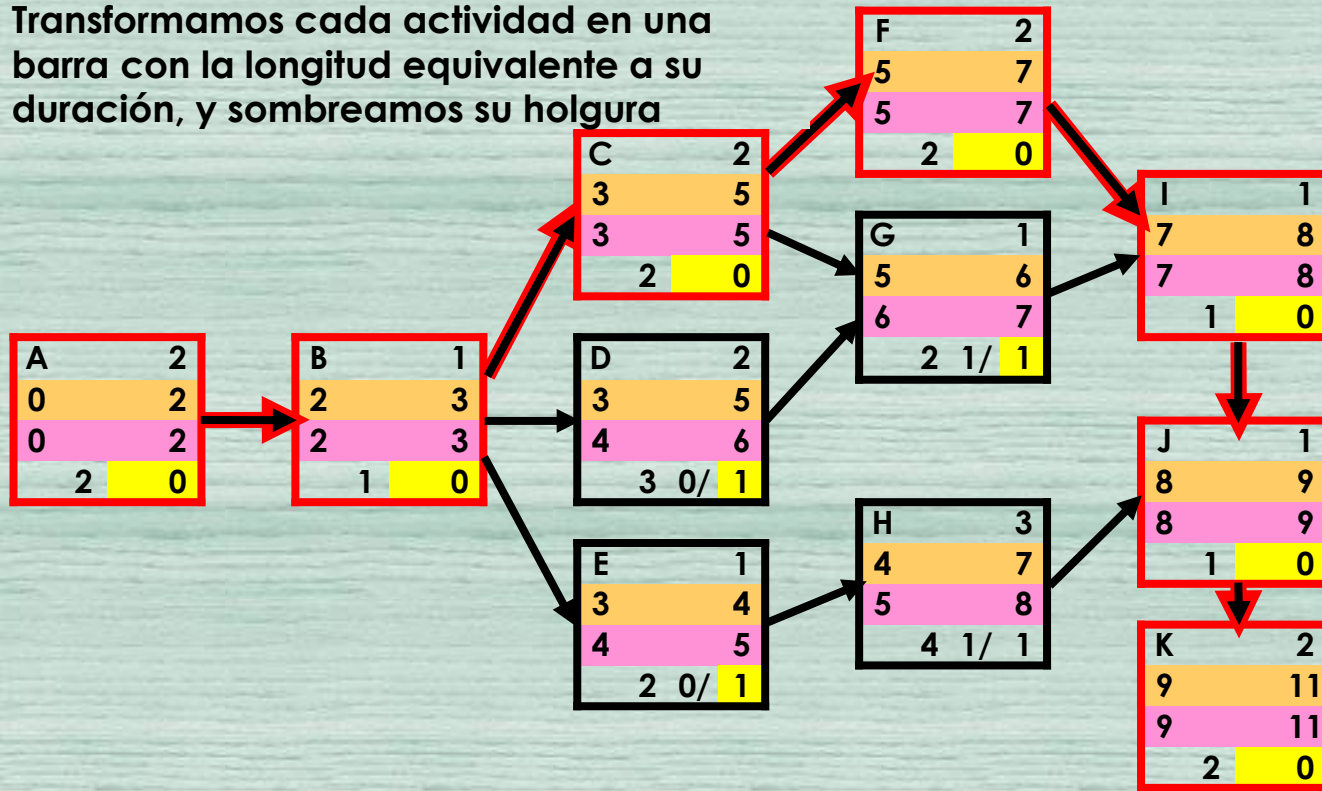 Transformamos cada actividad en una
barra con la longitud equivalente a su
duración, y sombreamos su holgura
A 2
0 2
0 2
2 0
B 1
2 3
2 3
1 0
C 2
3 5
3 5
2 0
D 2
3 5
4 6
3 0/ 1
E 1
3 4
4 5
2 0/ 1
F 2
5 7
5 7
2 0
G 1
5 6
6 7
2 1/ 1
H 3
4 7
5 8
4 1/ 1
I 1
7 8
7 8
1 0
J 1
8 9
8 9
1 0
K 2
9 11
9 11
2 0